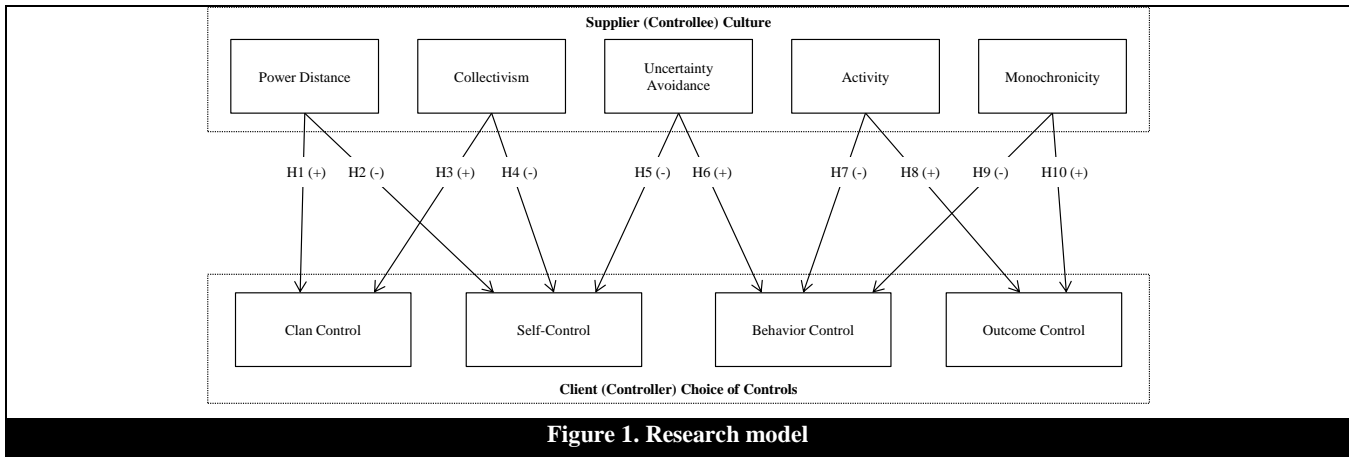 Supplier (Controllee) Culture
Power Distance
Collectivism
Uncertainty
Avoidance
Activity
Monochronicity
H1 (+)
H2 (-)
H3 (+)
H4 (-)
H5 (-)
H6 (+)
H7 (-)
H8 (+)
H9 (-)
H10 (+)
Clan Control
Self-Control
Behavior Control
Outcome Control
Client (Controller) Choice of Controls
Figure 1. Research model